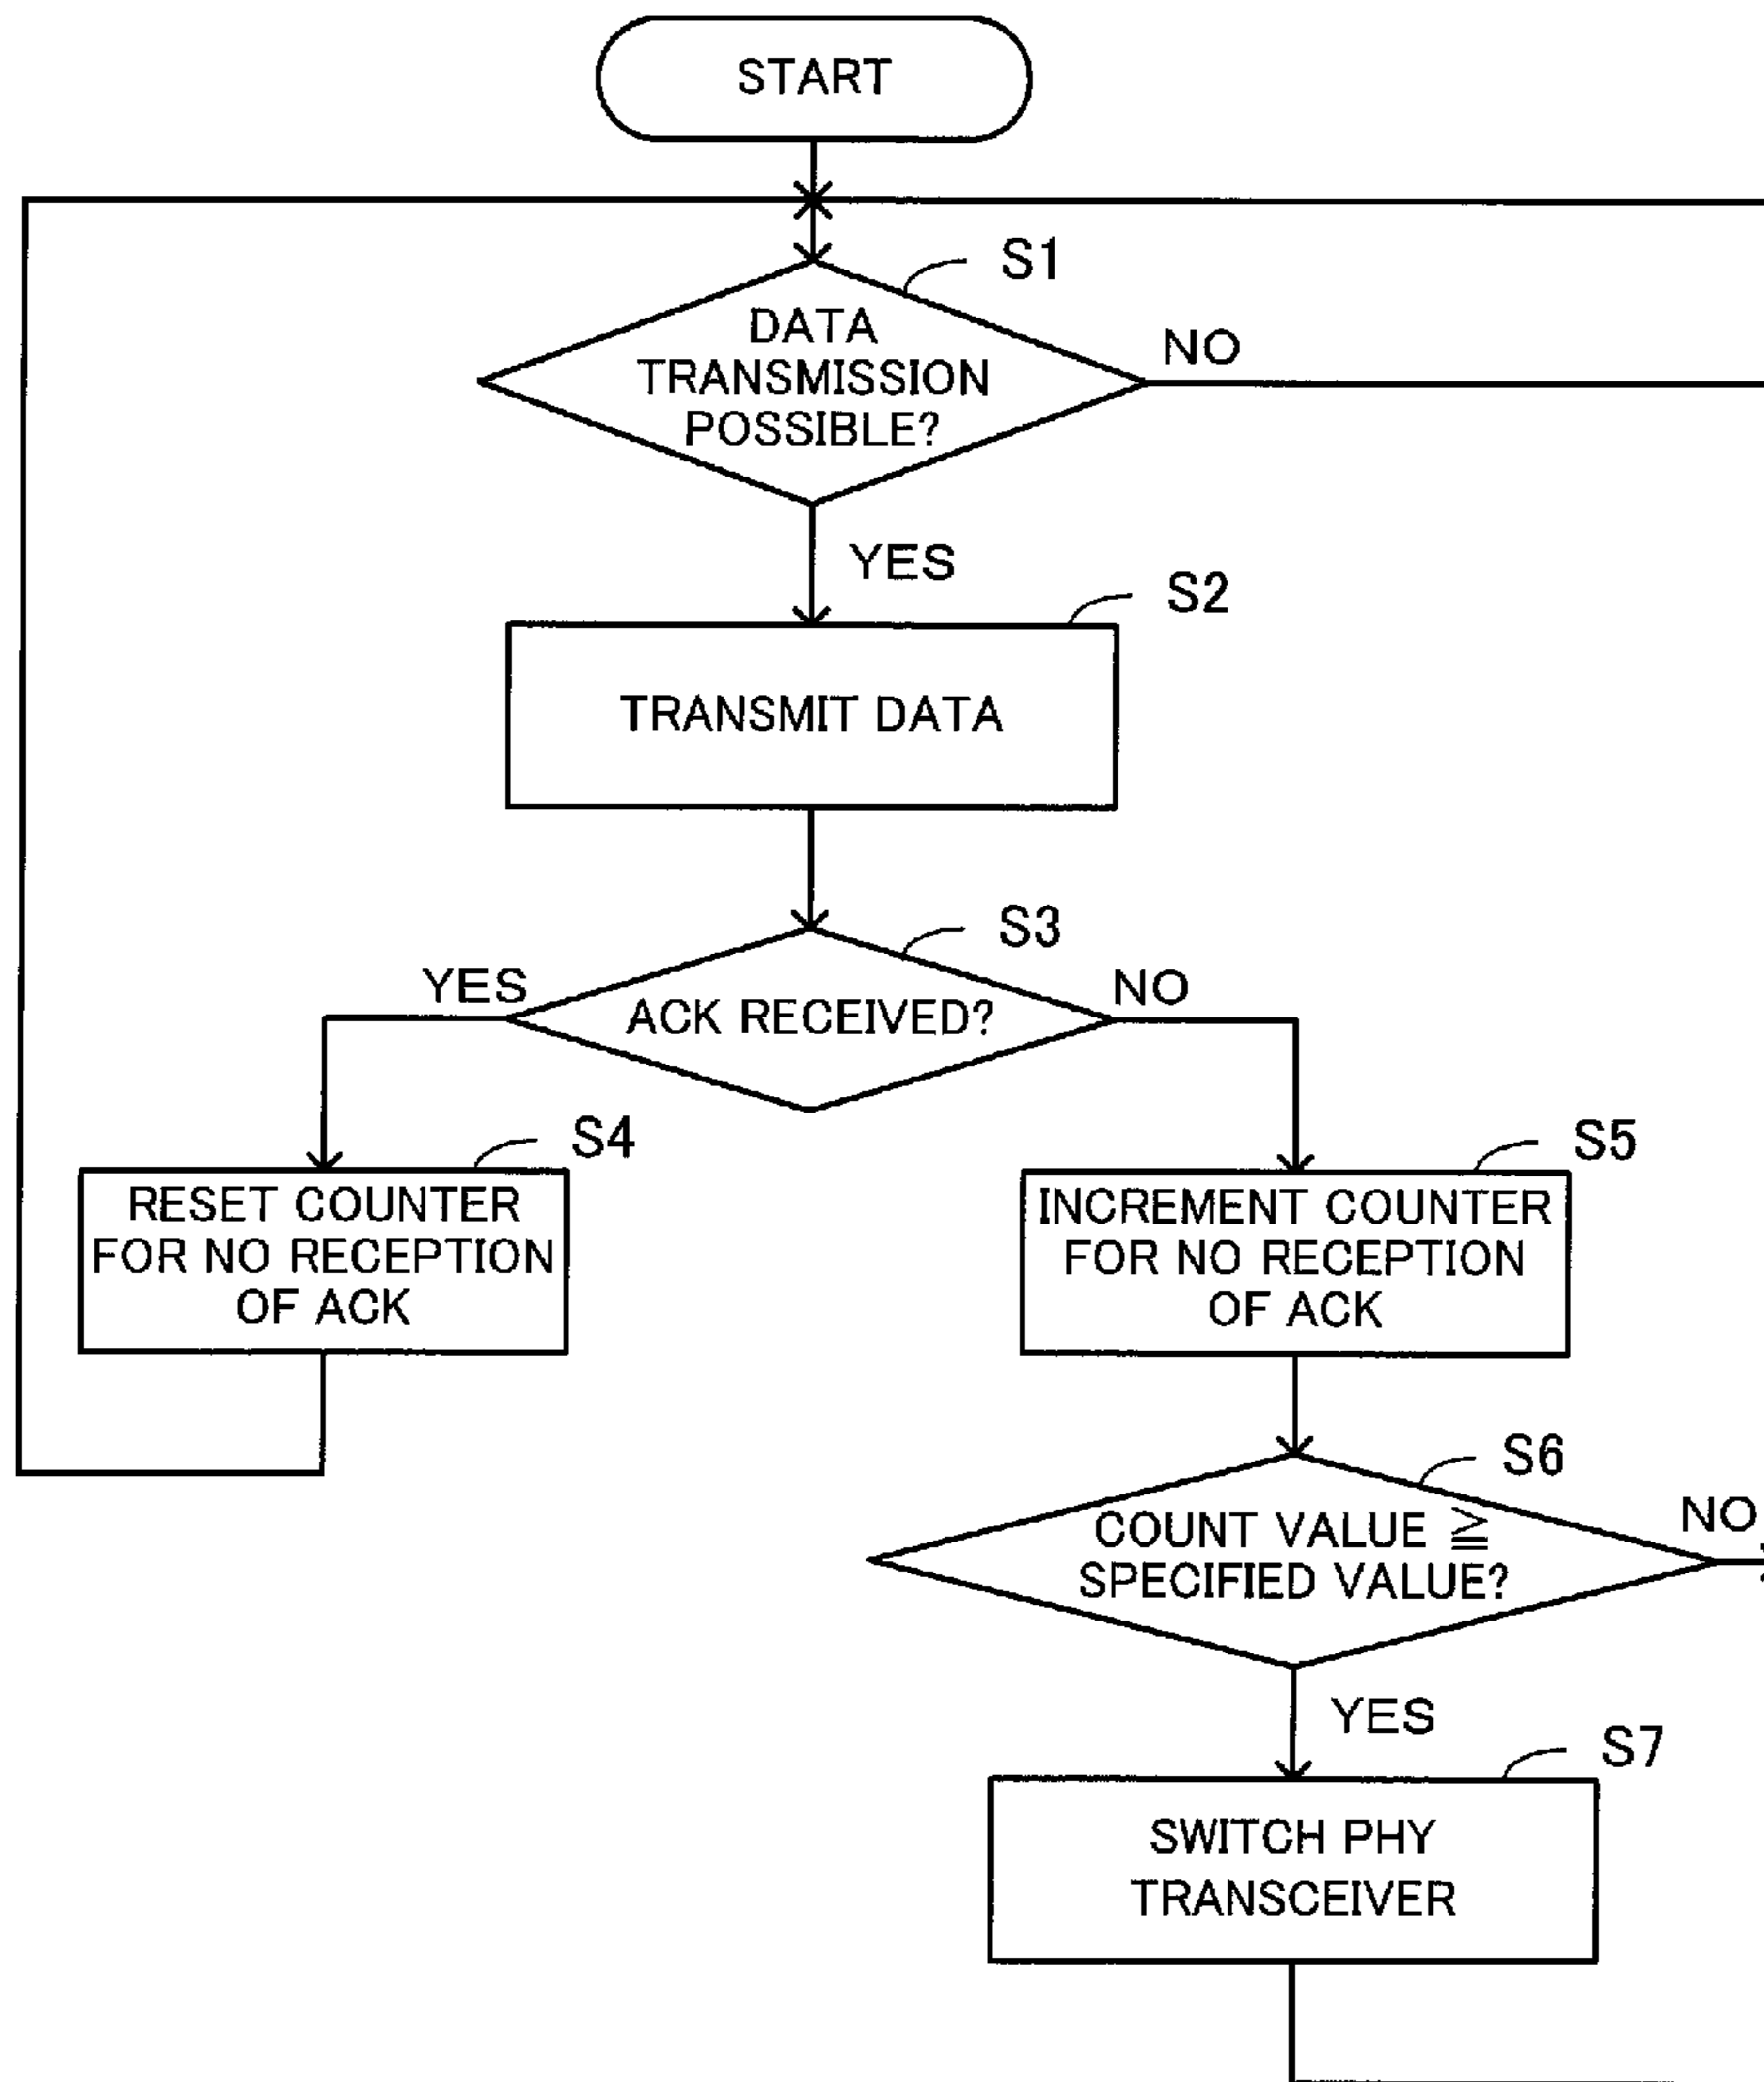 START
S1
DATA
TRANSMISSION
POSSIBLE?
NO
YES
S2
TRANSMIT DATA
S3
YES
ACK RECEIVED?
NO
S4
RESET COUNTER
FOR NO RECEPTION
OF ACK
S5
INCREMENT COUNTER
FOR NO RECEPTION
OF ACK
S6
COUNT VALUE ≧
SPECIFIED VALUE?
NO
YES
S7
SWITCH PHY
TRANSCEIVER